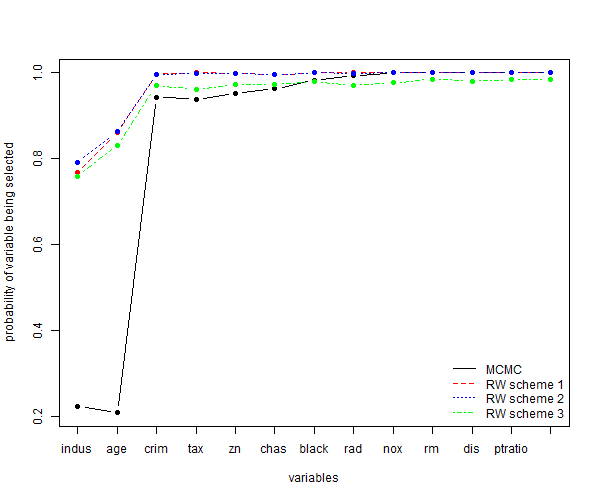 probability of variable being selected
1.0
0.8
0.6
0.4
0.2
MCMC
RW scheme 1
RW scheme 2
RW scheme 3
indus age crim tax zn chas black rad nox rm dis ptratio
variables